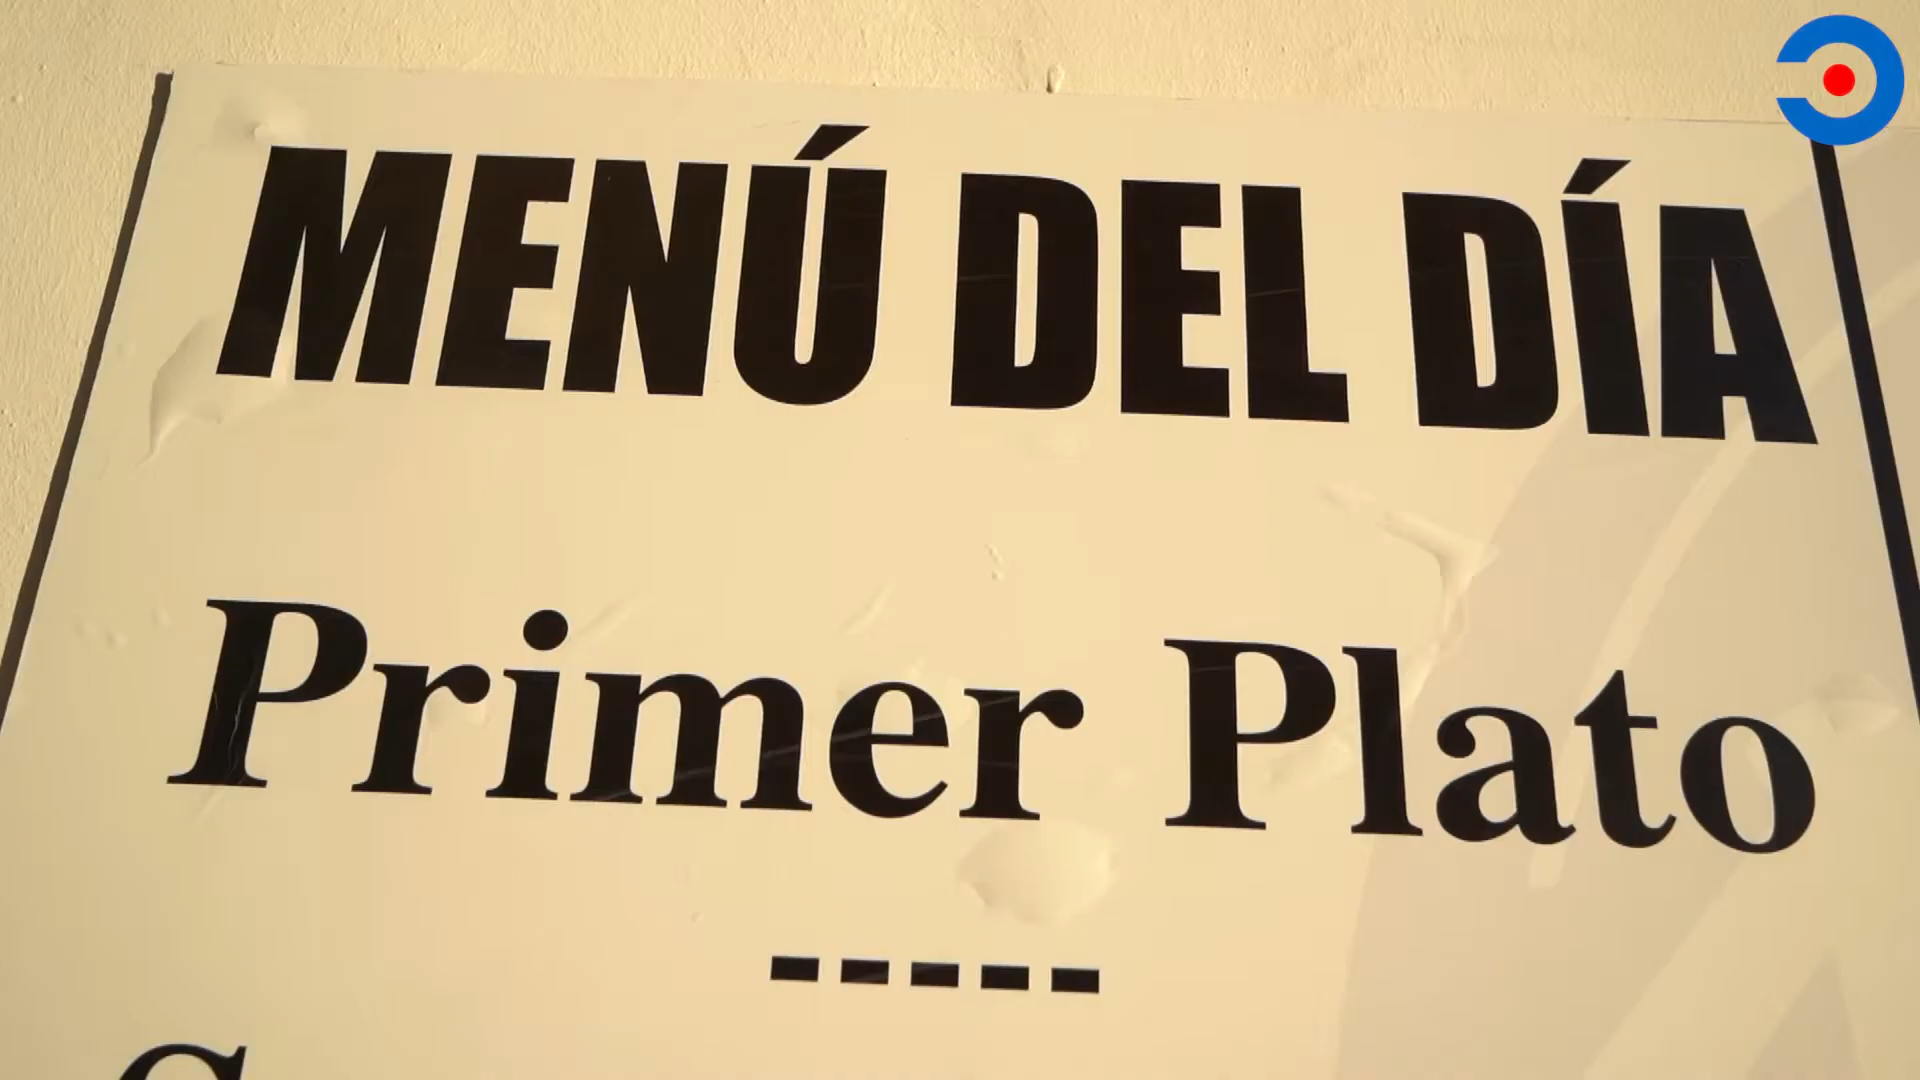 MENÚ DEL DÍA
Primer Plato
-----